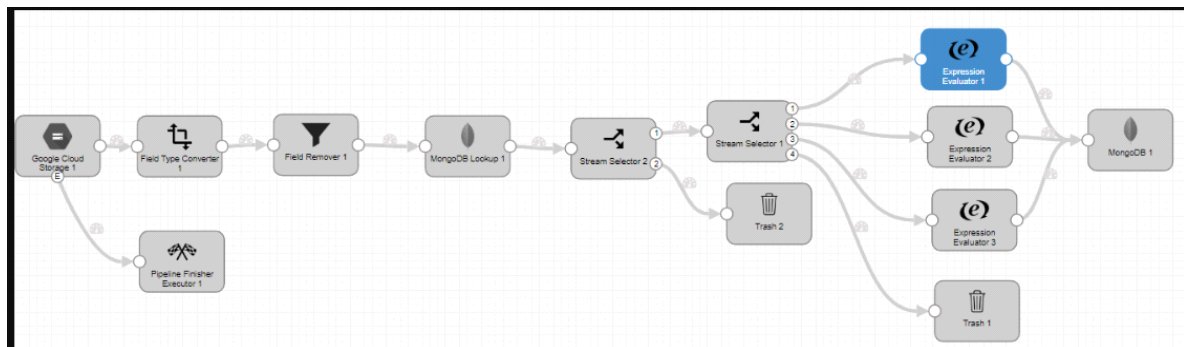 Google Cloud
Storage 1
E
Field Type Converter
1
Field Remover 1
MongoDB Lookup 1
Stream Selector 2
1
2
Stream Selector 1
1
2
3
4
Expression
Evaluator 1
Expression
Evaluator 2
Expression
Evaluator 3
MongoDB 1
Trash 2
Pipeline Finisher
Executor 1
Trash 1